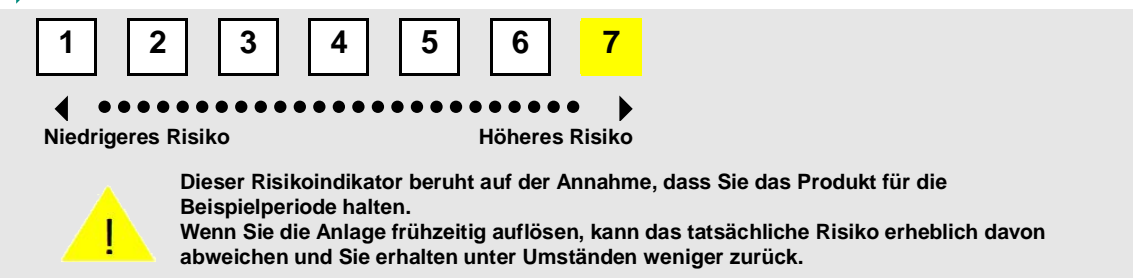 1 2 3 4 5 6 7
Niedrigeres Risiko Höheres Risiko
Dieser Risikoindikator beruht auf der Annahme, dass Sie das Produkt für die
Beispielperiode halten.
Wenn Sie die Anlage frühzeitig auflösen, kann das tatsächliche Risiko erheblich davon
abweichen und Sie erhalten unter Umständen weniger zurück.
!